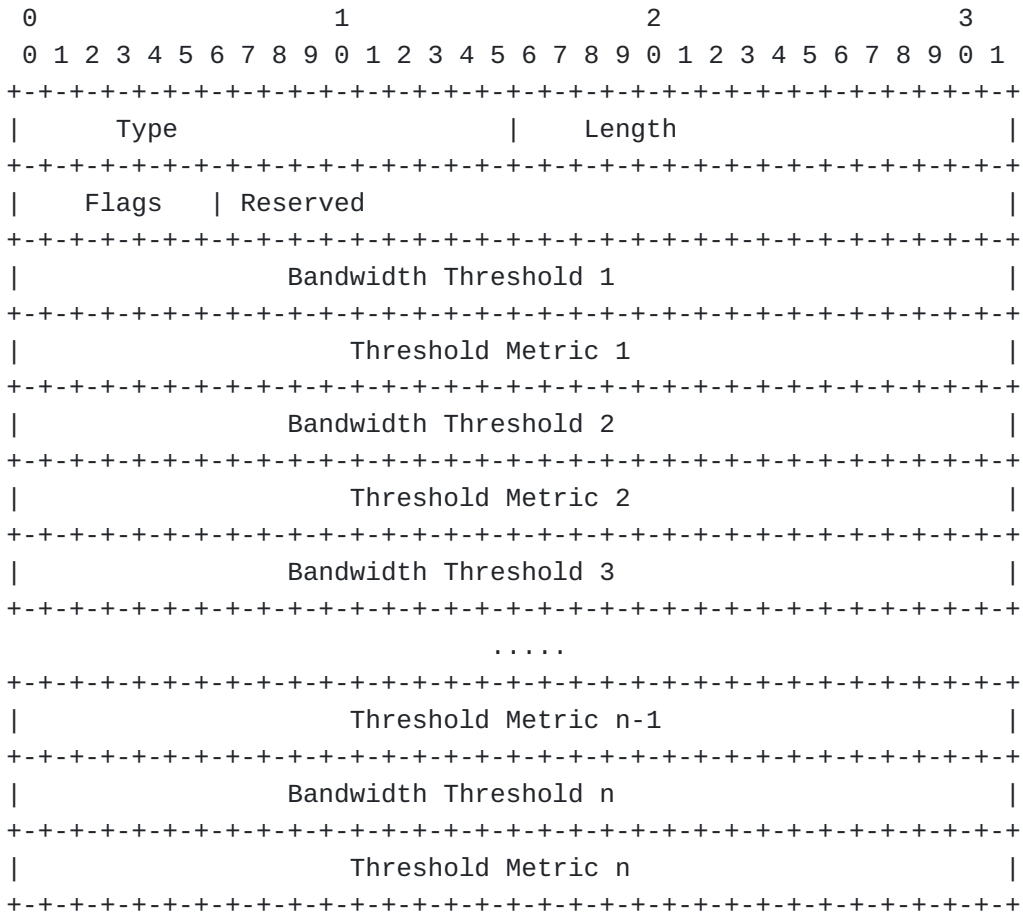 0                   1                   2                   3
 0 1 2 3 4 5 6 7 8 9 0 1 2 3 4 5 6 7 8 9 0 1 2 3 4 5 6 7 8 9 0 1
+-+-+-+-+-+-+-+-+-+-+-+-+-+-+-+-+-+-+-+-+-+-+-+-+-+-+-+-+-+-+-+-+
|      Type                     |    Length                     |
+-+-+-+-+-+-+-+-+-+-+-+-+-+-+-+-+-+-+-+-+-+-+-+-+-+-+-+-+-+-+-+-+
|    Flags   | Reserved                                         |
+-+-+-+-+-+-+-+-+-+-+-+-+-+-+-+-+-+-+-+-+-+-+-+-+-+-+-+-+-+-+-+-+
|                 Bandwidth Threshold 1                         |
+-+-+-+-+-+-+-+-+-+-+-+-+-+-+-+-+-+-+-+-+-+-+-+-+-+-+-+-+-+-+-+-+
|                     Threshold Metric 1                        |
+-+-+-+-+-+-+-+-+-+-+-+-+-+-+-+-+-+-+-+-+-+-+-+-+-+-+-+-+-+-+-+-+
|                 Bandwidth Threshold 2                         |
+-+-+-+-+-+-+-+-+-+-+-+-+-+-+-+-+-+-+-+-+-+-+-+-+-+-+-+-+-+-+-+-+
|                     Threshold Metric 2                        |
+-+-+-+-+-+-+-+-+-+-+-+-+-+-+-+-+-+-+-+-+-+-+-+-+-+-+-+-+-+-+-+-+
|                 Bandwidth Threshold 3                         |
+-+-+-+-+-+-+-+-+-+-+-+-+-+-+-+-+-+-+-+-+-+-+-+-+-+-+-+-+-+-+-+-+
                               .....
+-+-+-+-+-+-+-+-+-+-+-+-+-+-+-+-+-+-+-+-+-+-+-+-+-+-+-+-+-+-+-+-+
|                     Threshold Metric n-1                      |
+-+-+-+-+-+-+-+-+-+-+-+-+-+-+-+-+-+-+-+-+-+-+-+-+-+-+-+-+-+-+-+-+
|                 Bandwidth Threshold n                         |
+-+-+-+-+-+-+-+-+-+-+-+-+-+-+-+-+-+-+-+-+-+-+-+-+-+-+-+-+-+-+-+-+
|                     Threshold Metric n                        |
+-+-+-+-+-+-+-+-+-+-+-+-+-+-+-+-+-+-+-+-+-+-+-+-+-+-+-+-+-+-+-+-+